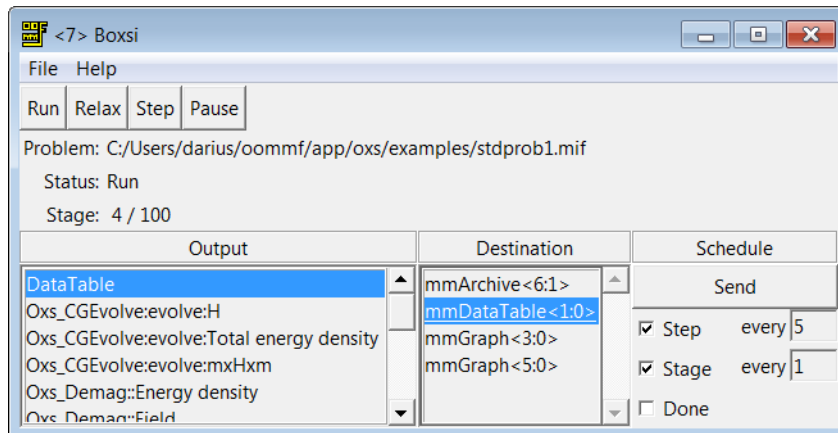 <7> Boxsi
File Help
Run Relax Step Pause
Problem: C:/Users/darius/oommf/app/oxs/examples/stdprob1.mif
Status: Run
Stage: 4 / 100
Output Destination Schedule
DataTable mmArchive<6:1> Send
Oxs_CGEvolve:evolve:H mmDataTable<1:0> Step every 5
Oxs_CGEvolve:evolve:Total energy density mmGraph<3:0>
Oxs_CGEvolve:evolve:mxHxm mmGraph<5:0> Stage every 1
Oxs_Demag::Energy density Done
Oxs_Demag::Field